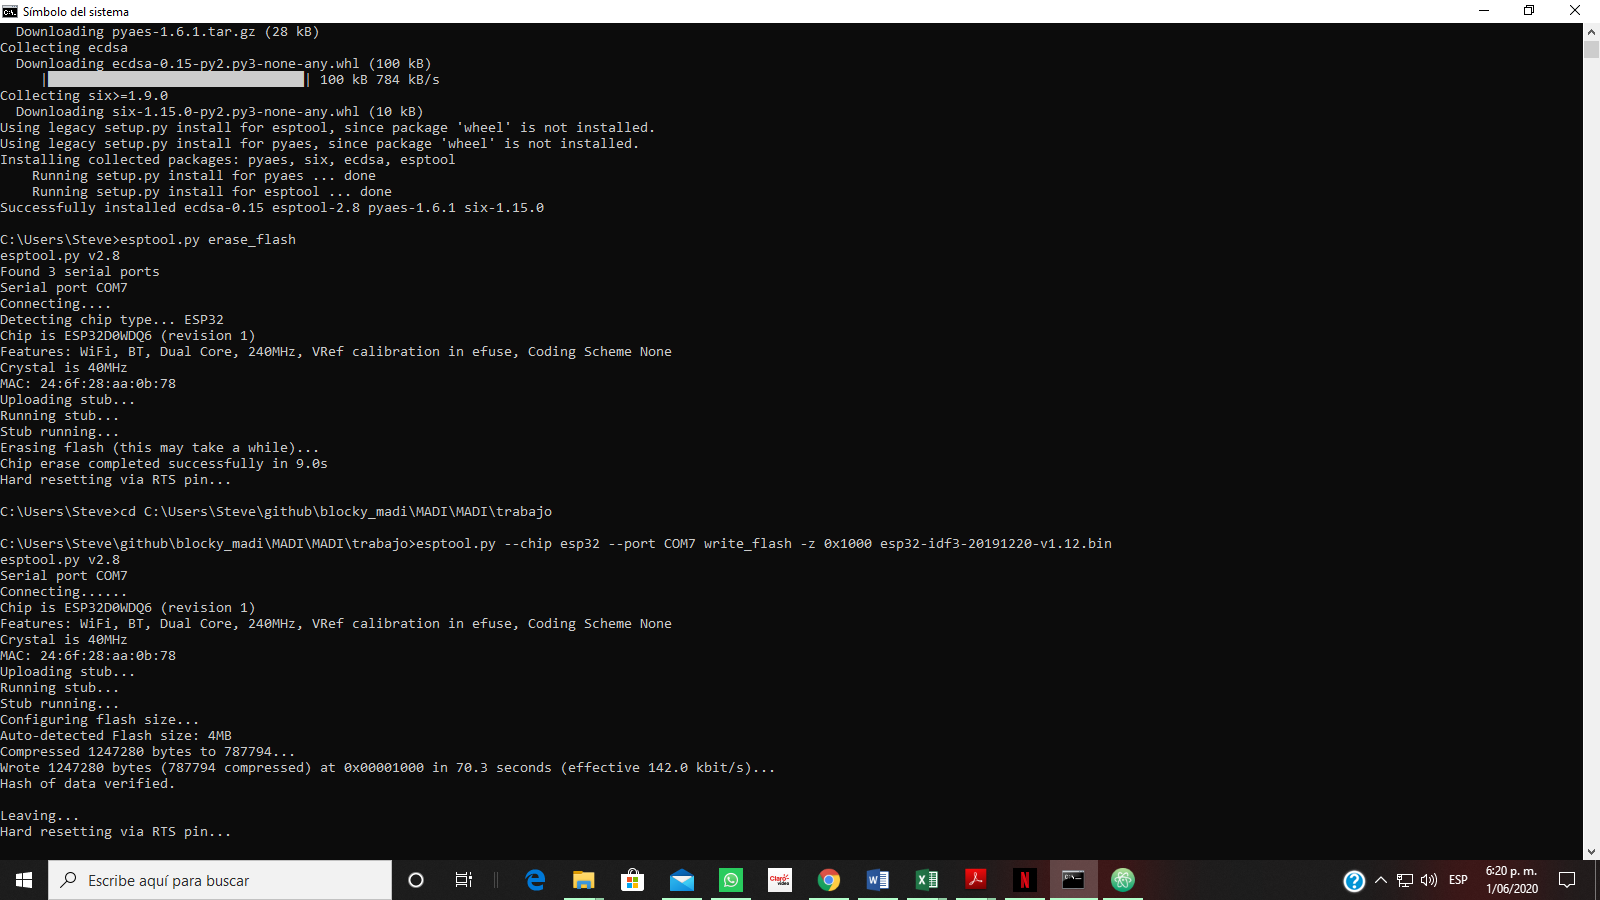 Símbolo del sistema
Downloading pyaes-1.6.1.tar.gz (28 kB)
Collecting ecdsa
Downloading ecdsa-0.15-py2.py3-none-any.whl (100 kB)
|████████████████████████████████| 100 kB 784 kB/s
Collecting six>=1.9.0
Downloading six-1.15.0-py2.py3-none-any.whl (10 kB)
Using legacy setup.py install for esptool, since package 'wheel' is not installed.
Using legacy setup.py install for pyaes, since package 'wheel' is not installed.
Installing collected packages: pyaes, six, ecdsa, esptool
Running setup.py install for pyaes ... done
Running setup.py install for esptool ... done
Successfully installed ecdsa-0.15 esptool-2.8 pyaes-1.6.1 six-1.15.0
C:\Users\Steve>esptool.py erase_flash
esptool.py v2.8
Found 3 serial ports
Serial port COM7
Connecting....
Detecting chip type... ESP32
Chip is ESP32D0WDQ6 (revision 1)
Features: WiFi, BT, Dual Core, 240MHz, VRef calibration in efuse, Coding Scheme None
Crystal is 40MHz
MAC: 24:6f:28:aa:0b:78
Uploading stub...
Running stub...
Stub running...
Erasing flash (this may take a while)...
Chip erase completed successfully in 9.0s
Hard resetting via RTS pin...
C:\Users\Steve>cd C:\Users\Steve\github\blocky_madi\MADI\MADI\trabajo
C:\Users\Steve\github\blocky_madi\MADI\MADI\trabajo>esptool.py --chip esp32 --port COM7 write_flash -z 0x1000 esp32-idf3-20191220-v1.12.bin
esptool.py v2.8
Serial port COM7
Connecting......
Chip is ESP32D0WDQ6 (revision 1)
Features: WiFi, BT, Dual Core, 240MHz, VRef calibration in efuse, Coding Scheme None
Crystal is 40MHz
MAC: 24:6f:28:aa:0b:78
Uploading stub...
Running stub...
Stub running...
Configuring flash size...
Auto-detected Flash size: 4MB
Compressed 1247280 bytes to 787794...
Wrote 1247280 bytes (787794 compressed) at 0x00001000 in 70.3 seconds (effective 142.0 kbit/s)...
Hash of data verified.
Leaving...
Hard resetting via RTS pin...
Escribe aquí para buscar
Claro
video
ESP
6:20 p. m.
1/06/2020